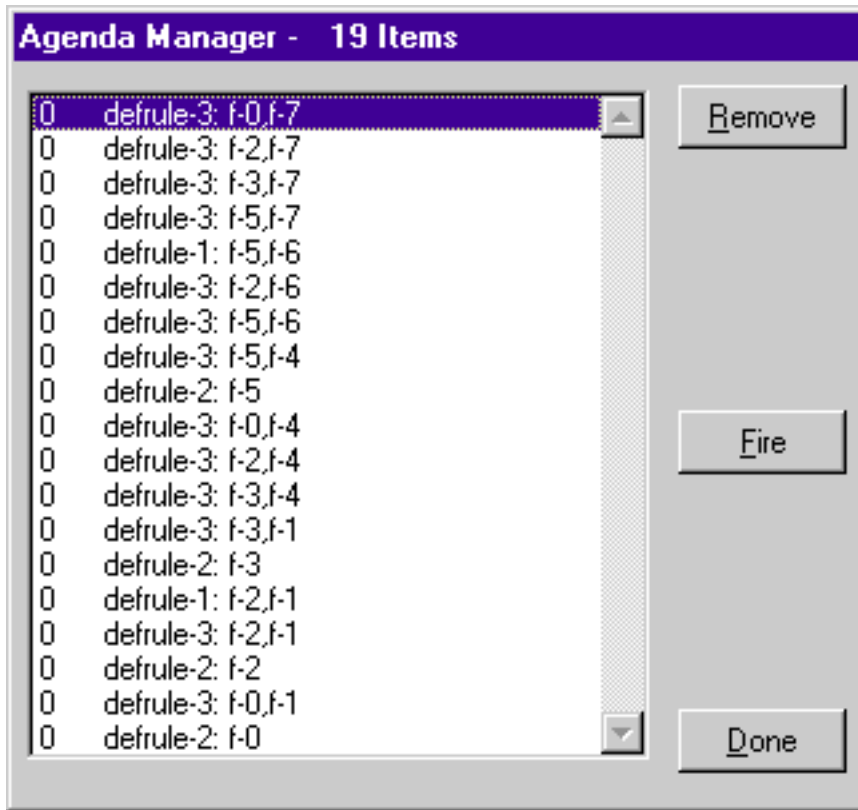 Agenda Manager -   19 Items
0 defrule-3: f-0,f-7
0 defrule-3: f-2,f-7
0 defrule-3: f-3,f-7
0 defrule-3: f-5,f-7
0 defrule-1: f-5,f-6
0 defrule-3: f-2,f-6
0 defrule-3: f-5,f-6
0 defrule-3: f-5,f-4
0 defrule-2: f-5
0 defrule-3: f-0,f-4
0 defrule-3: f-2,f-4
0 defrule-3: f-3,f-4
0 defrule-3: f-3,f-1
0 defrule-2: f-3
0 defrule-1: f-2,f-1
0 defrule-3: f-2,f-1
0 defrule-2: f-2
0 defrule-3: f-0,f-1
0 defrule-2: f-0
Remove
Fire
Done